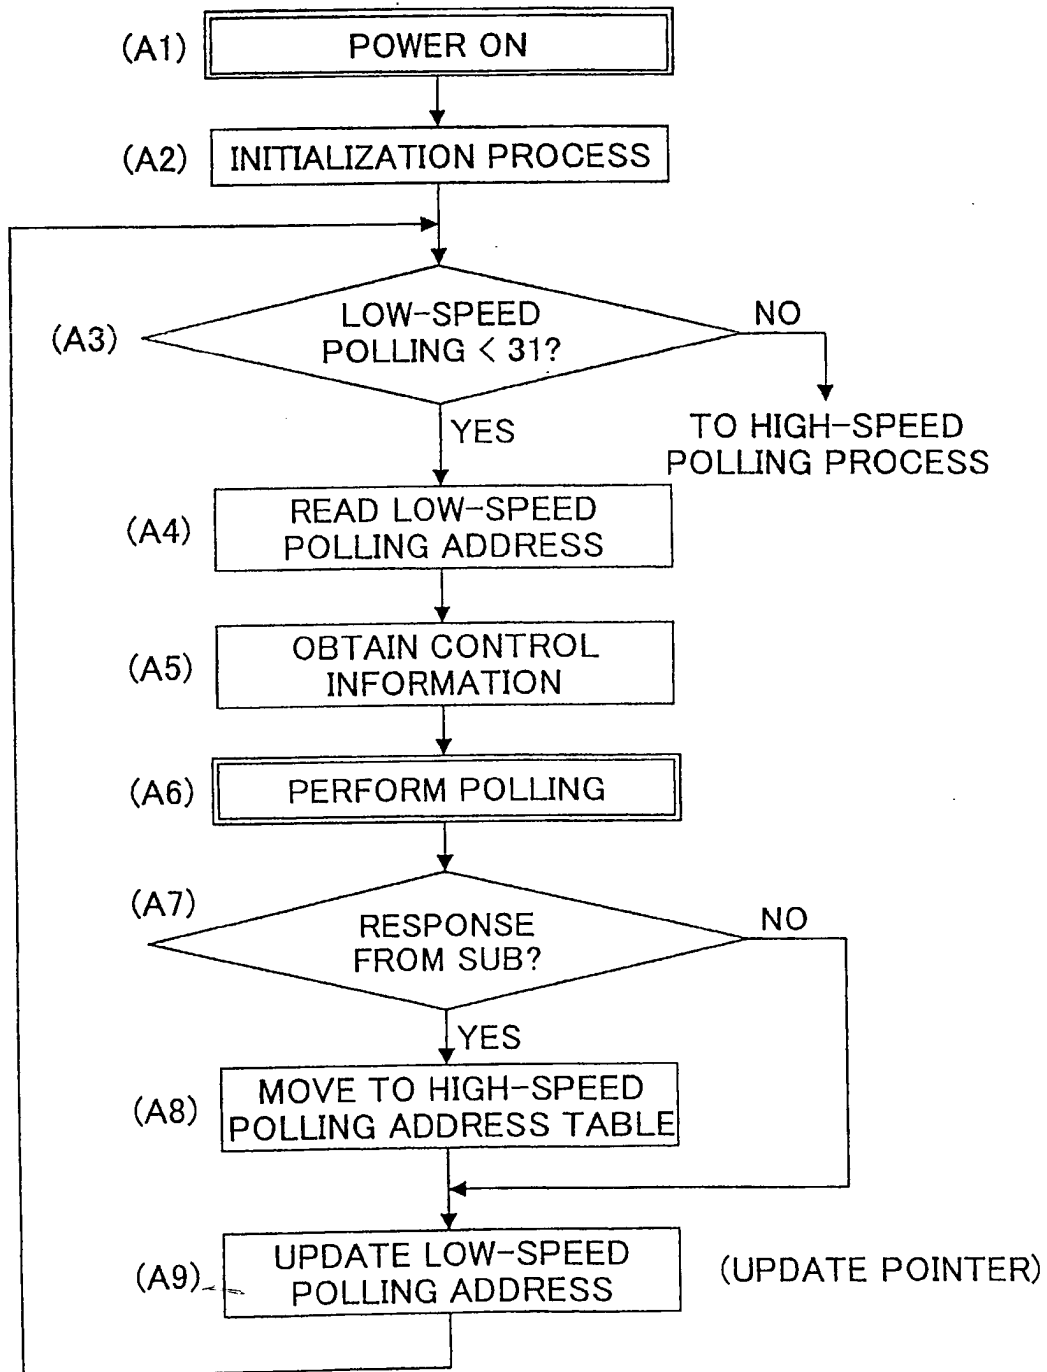 (A1) POWER ON
(A2) INITIALIZATION PROCESS
(A3) LOW-SPEED
POLLING < 31?
NO
YES
TO HIGH-SPEED
POLLING PROCESS
(A4) READ LOW-SPEED
POLLING ADDRESS
(A5) OBTAIN CONTROL
INFORMATION
(A6) PERFORM POLLING
(A7) RESPONSE
FROM SUB?
NO
YES
(A8) MOVE TO HIGH-SPEED
POLLING ADDRESS TABLE
(A9) UPDATE LOW-SPEED
POLLING ADDRESS
(UPDATE POINTER)